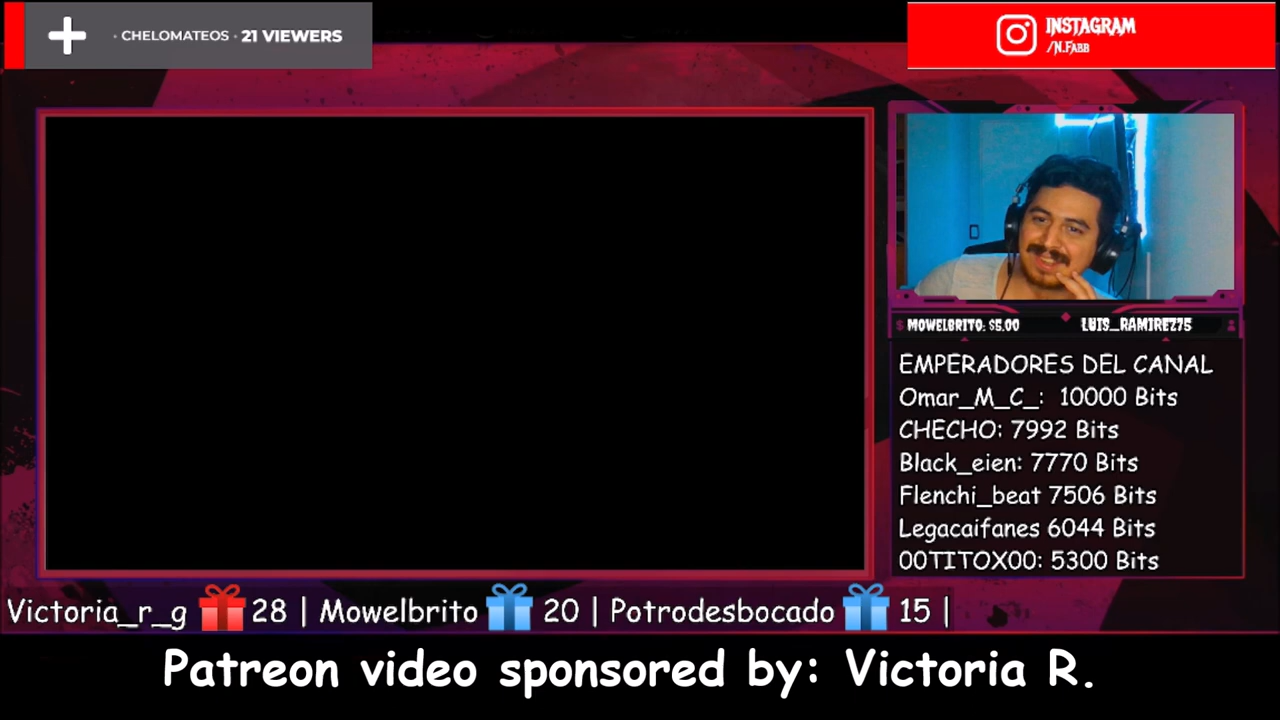 · CHELOMATEOS · 21 VIEWERS
INSTAGRAM
/N.FABB
MOWELBRITO: $5.00
LUIS_RAMIREZ75
EMPERADORES DEL CANAL
Omar_M_C_: 10000 Bits
CHECHO: 7992 Bits
Black_eien: 7770 Bits
Flenchi_beat 7506 Bits
Legacaifanes 6044 Bits
00TITOX00: 5300 Bits
Victoria_r_g 28 | Mowelbrito 20 | Potrodesbocado 15 |
Patreon video sponsored by: Victoria R.